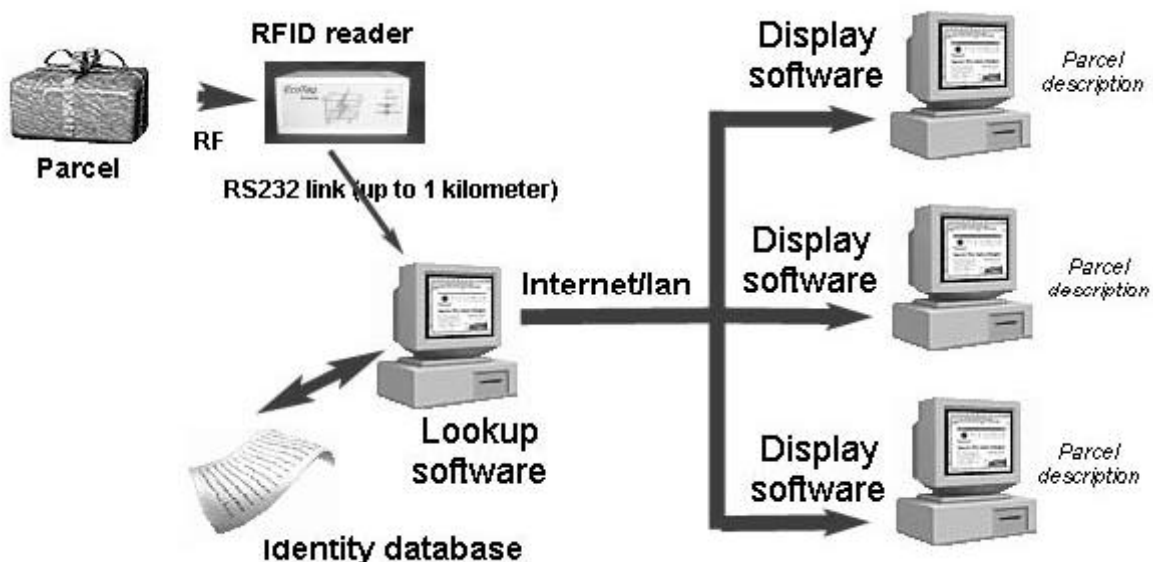 RFID reader
EcoTag
RF
Parcel
RS232 link (up to 1 kilometer)
Internet/lan
Lookup
software
Identity database
Display
software
Parcel
description
Display
software
Parcel
description
Display
software
Parcel
description